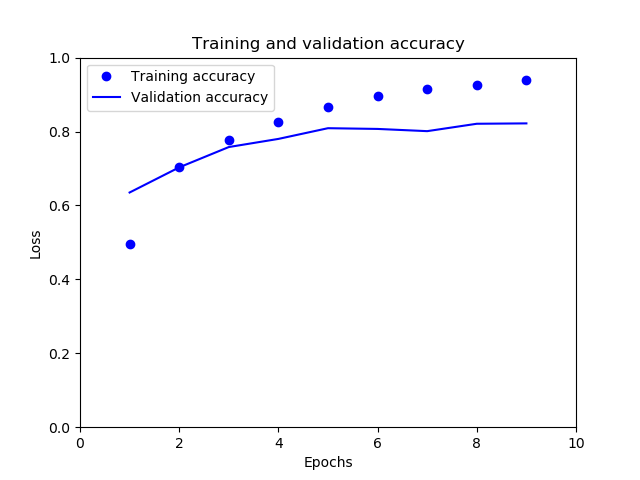 Training and validation accuracy
1.0
0.8
0.6
0.4
0.2
0.0
Loss
Training accuracy
Validation accuracy
0 2 4 6 8 10
Epochs